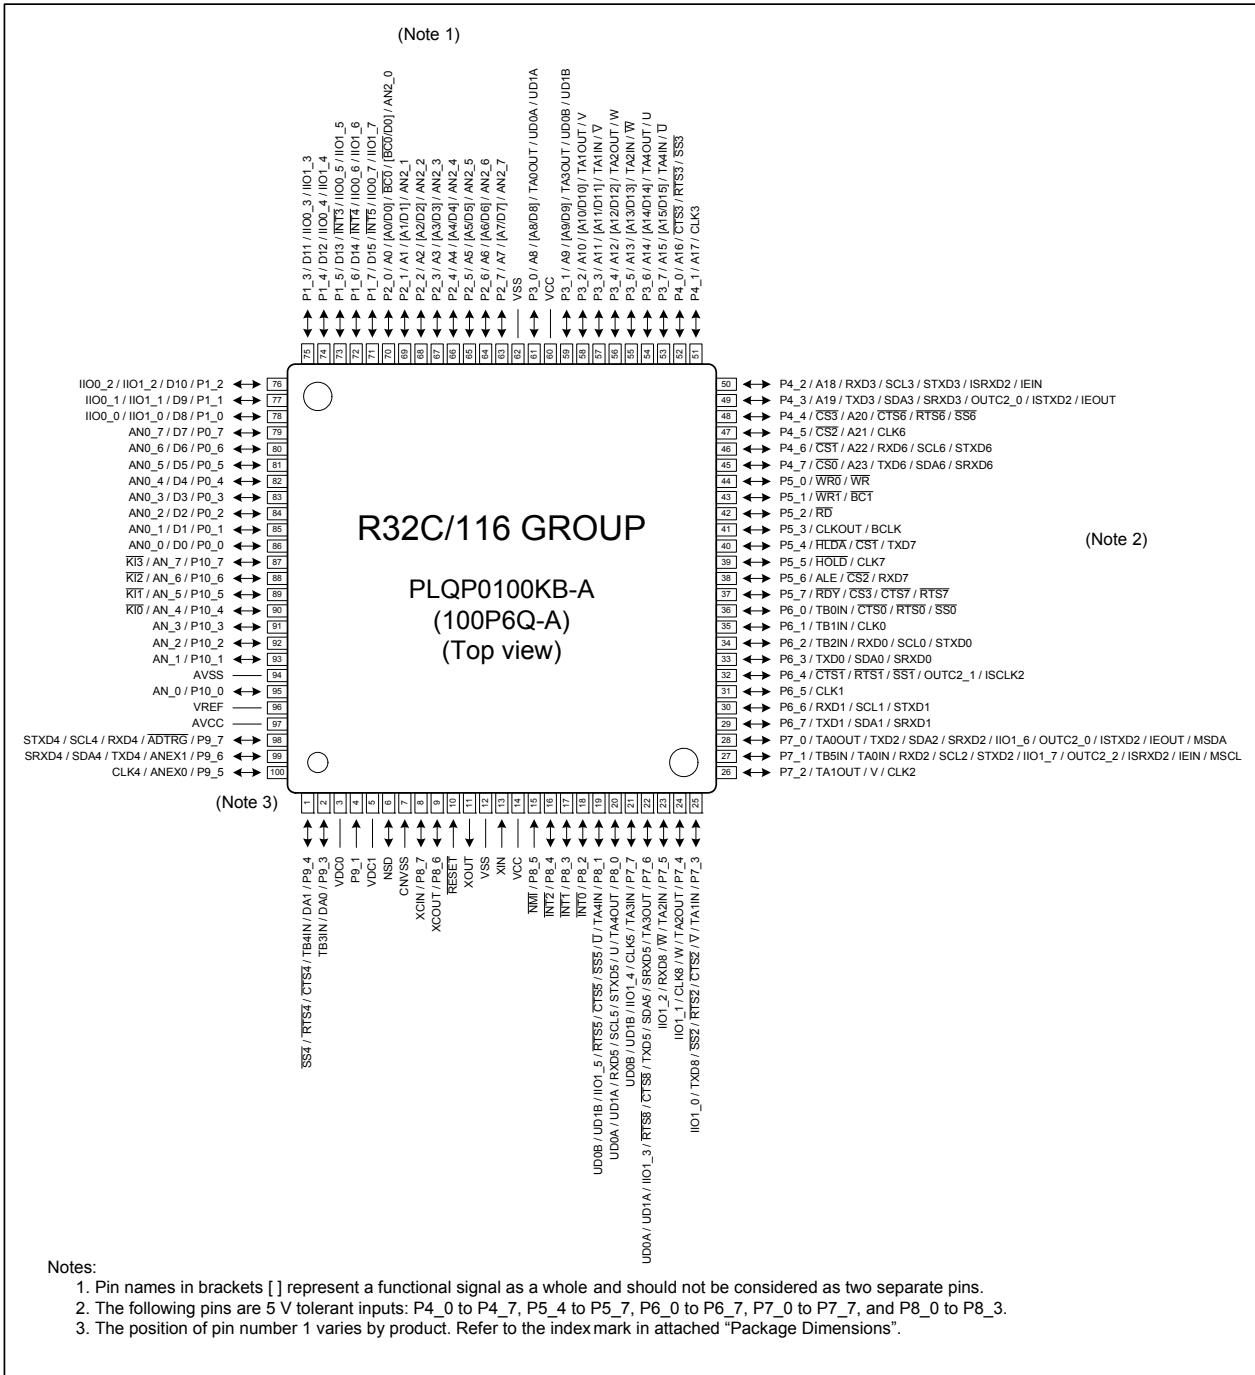 (Note 1)
P1_3 / D11 / IIO0_3 / IIO1_3
P1_4 / D12 / IIO0_4 / IIO1_4
P1_5 / D13 / INT3 / IIO0_5 / IIO1_5
P1_6 / D14 / INT4 / IIO0_6 / IIO1_6
P1_7 / D15 / INT5 / IIO0_7 / IIO1_7
P2_0 / A0 / [A0/D0] / BC0 / [BC0/D0] / AN2_0
P2_1 / A1 / [A1/D1] / AN2_1
P2_2 / A2 / [A2/D2] / AN2_2
P2_3 / A3 / [A3/D3] / AN2_3
P2_4 / A4 / [A4/D4] / AN2_4
P2_5 / A5 / [A5/D5] / AN2_5
P2_6 / A6 / [A6/D6] / AN2_6
P2_7 / A7 / [A7/D7] / AN2_7
VSS
P3_0 / A8 / [A8/D8] / TA0OUT / UD0A / UD1A
VCC
P3_1 / A9 / [A9/D9] / TA3OUT / UD0B / UD1B
P3_2 / A10 / [A10/D10] / TA1OUT / V
P3_3 / A11 / [A11/D11] / TA1IN / V
P3_4 / A12 / [A12/D12] / TA2OUT / W
P3_5 / A13 / [A13/D13] / TA2IN / W
P3_6 / A14 / [A14/D14] / TA4OUT / U
P3_7 / A15 / [A15/D15] / TA4IN / U
P4_0 / A16 / CTS3 / RTS3 / SS3
P4_1 / A17 / CLK3
75 74 73 72 71 70 69 68 67 66 65 64 63 62 61 60 59 58 57 56 55 54 53 52 51
IIO0_2 / IIO1_2 / D10 / P1_2 76
IIO0_1 / IIO1_1 / D9 / P1_1 77
IIO0_0 / IIO1_0 / D8 / P1_0 78
AN0_7 / D7 / P0_7 79
AN0_6 / D6 / P0_6 80
AN0_5 / D5 / P0_5 81
AN0_4 / D4 / P0_4 82
AN0_3 / D3 / P0_3 83
AN0_2 / D2 / P0_2 84
AN0_1 / D1 / P0_1 85
AN0_0 / D0 / P0_0 86
KI3 / AN_7 / P10_7 87
KI2 / AN_6 / P10_6 88
KI1 / AN_5 / P10_5 89
KI0 / AN_4 / P10_4 90
AN_3 / P10_3 91
AN_2 / P10_2 92
AN_1 / P10_1 93
AVSS 94
AN_0 / P10_0 95
VREF 96
AVCC 97
STXD4 / SCL4 / RXD4 / ADTRG / P9_7 98
SRXD4 / SDA4 / TXD4 / ANEX1 / P9_6 99
CLK4 / ANEX0 / P9_5 100
R32C/116 GROUP
PLQP0100KB-A
(100P6Q-A)
(Top view)
50 P4_2 / A18 / RXD3 / SCL3 / STXD3 / ISRXD2 / IEIN
49 P4_3 / A19 / TXD3 / SDA3 / SRXD3 / OUTC2_0 / ISTXD2 / IEOUT
48 P4_4 / CS3 / A20 / CTS6 / RTS6 / SS6
47 P4_5 / CS2 / A21 / CLK6
46 P4_6 / CS1 / A22 / RXD6 / SCL6 / STXD6
45 P4_7 / CS0 / A23 / TXD6 / SDA6 / SRXD6
44 P5_0 / WR0 / WR
43 P5_1 / WR1 / BC1
42 P5_2 / RD
41 P5_3 / CLKOUT / BCLK
40 P5_4 / HLDA / CS1 / TXD7
39 P5_5 / HOLD / CLK7
38 P5_6 / ALE / CS2 / RXD7
37 P5_7 / RDY / CS3 / CTS7 / RTS7
36 P6_0 / TB0IN / CTS0 / RTS0 / SS0
35 P6_1 / TB1IN / CLK0
34 P6_2 / TB2IN / RXD0 / SCL0 / STXD0
33 P6_3 / TXD0 / SDA0 / SRXD0
32 P6_4 / CTS1 / RTS1 / SS1 / OUTC2_1 / ISCLK2
31 P6_5 / CLK1
30 P6_6 / RXD1 / SCL1 / STXD1
29 P6_7 / TXD1 / SDA1 / SRXD1
28 P7_0 / TA0OUT / TXD2 / SDA2 / SRXD2 / IIO1_6 / OUTC2_0 / ISTXD2 / IEOUT / MSDA
27 P7_1 / TB5IN / TA0IN / RXD2 / SCL2 / STXD2 / IIO1_7 / OUTC2_2 / ISRXD2 / IEIN / MSCL
26 P7_2 / TA1OUT / V / CLK2
(Note 2)
(Note 3)
1 2 3 4 5 6 7 8 9 10 11 12 13 14 15 16 17 18 19 20 21 22 23 24 25
SS4 / RTS4 / CTS4 / TB4IN / DA1 / P9_4
TB3IN / DA0 / P9_3
VDC0
P9_1
VDC1
NSD
CNVSS
XCIN / P8_7
XCOUT / P8_6
RESET
XOUT
VSS
XIN
VCC
NMI / P8_5
INT2 / P8_4
INT1 / P8_3
INT0 / P8_2
UD0B / UD1B / IIO1_5 / RTS5 / CTS5 / SS5 / U / TA4IN / P8_1
UD0A / UD1A / RXD5 / SCL5 / STXD5 / U / TA4OUT / P8_0
UD0B / UD1B / IIO1_4 / CLK5 / TA3IN / P7_7
UD0A / UD1A / IIO1_3 / RTS8 / CTS8 / TXD5 / SDA5 / SRXD5 / TA3OUT / P7_6
IIO1_2 / RXD8 / W / TA2IN / P7_5
IIO1_1 / CLK8 / W / TA2OUT / P7_4
IIO1_0 / TXD8 / SS2 / RTS2 / CTS2 / V / TA1IN / P7_3
Notes:
1. Pin names in brackets [ ] represent a functional signal as a whole and should not be considered as two separate pins.
2. The following pins are 5 V tolerant inputs: P4_0 to P4_7, P5_4 to P5_7, P6_0 to P6_7, P7_0 to P7_7, and P8_0 to P8_3.
3. The position of pin number 1 varies by product. Refer to the index mark in attached “Package Dimensions”.